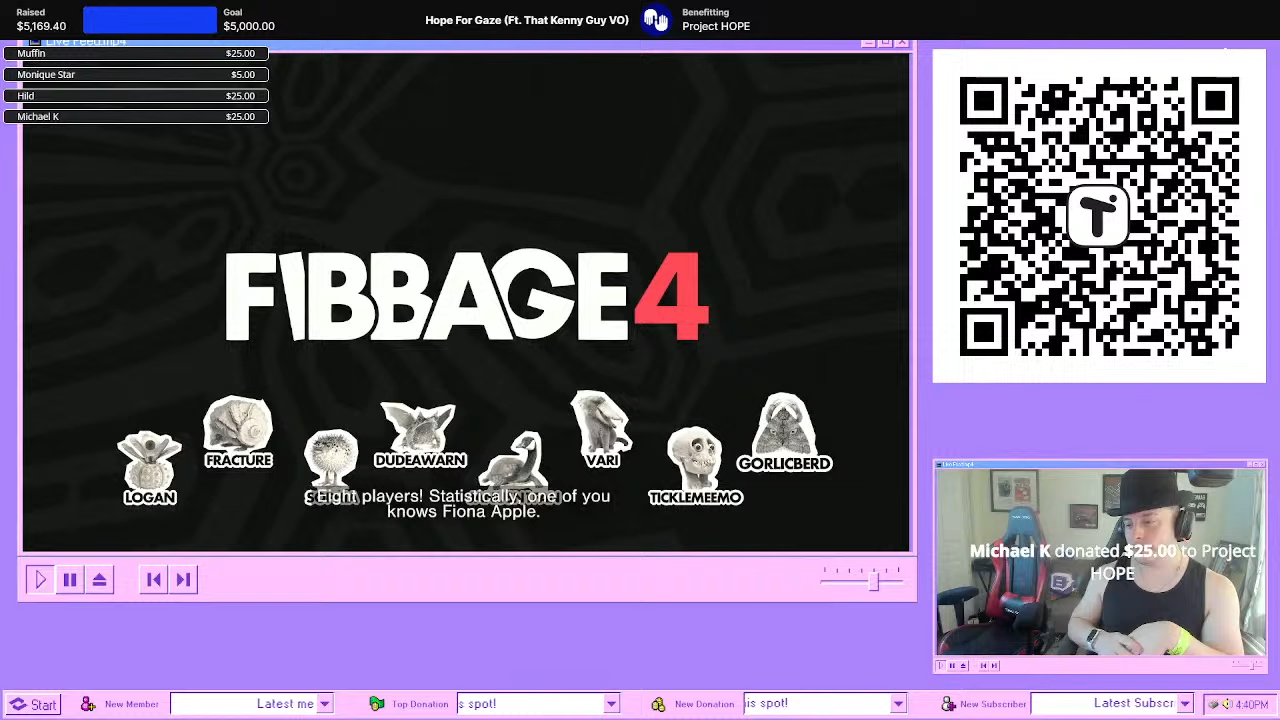 Raised
$5,169.40
Goal
$5,000.00
Hope For Gaze (Ft. That Kenny Guy VO)
Benefitting
Project HOPE
Muffin $25.00
Monique Star $5.00
Hild $25.00
Michael K $25.00
FIBBAGE 4
LOGAN
FRACTURE
DUDEAWARN
VARI
TICKLEMEEMO
GORLICBERD
Eight players! Statistically, one of you
knows Fiona Apple.
Michael K donated $25.00 to Project
HOPE
Start
New Member
Latest me
Top Donation
s spot!
New Donation
is spot!
New Subscriber
Latest Subscr
4:40PM